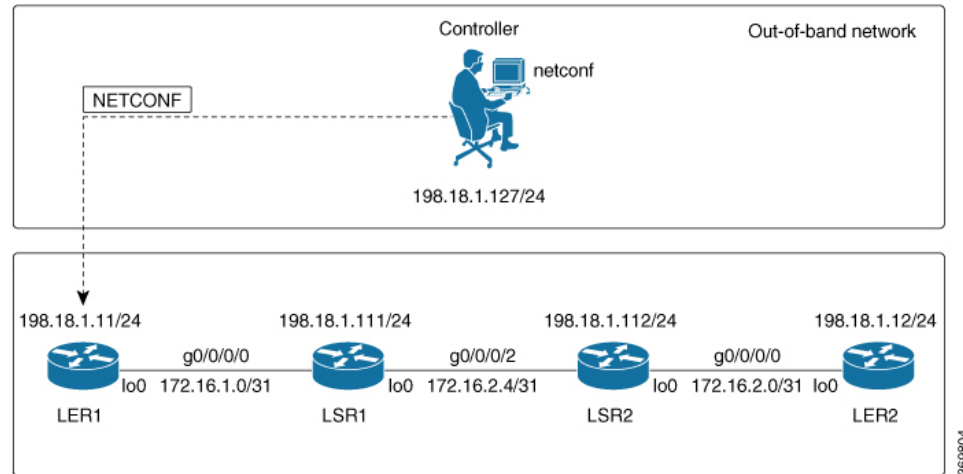 Controller
Out-of-band network
netconf
NETCONF
198.18.1.127/24
198.18.1.11/24
198.18.1.111/24
198.18.1.112/24
198.18.1.12/24
g0/0/0/0
g0/0/0/2
g0/0/0/0
lo0
172.16.1.0/31
lo0
172.16.2.4/31
lo0
172.16.2.0/31
lo0
LER1
LSR1
LSR2
LER2